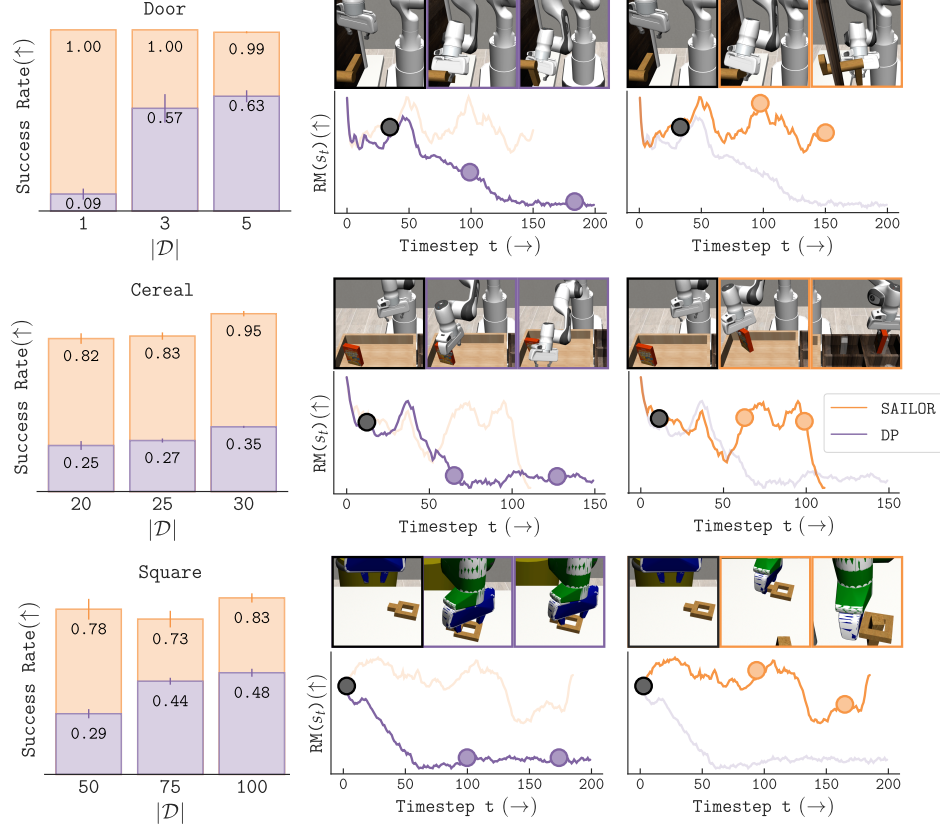 Door
Success Rate(↑)
1.00
1.00
0.99
0.09
0.57
0.63
1
3
5
|𝒟|
RM(s_t)(↑)
0
50
100
150
200
Timestep t (→)
0
50
100
150
200
Timestep t (→)
Cereal
Success Rate(↑)
0.82
0.83
0.95
0.25
0.27
0.35
20
25
30
|𝒟|
RM(s_t)(↑)
0
50
100
150
Timestep t (→)
0
50
100
150
Timestep t (→)
SAILOR
DP
Square
Success Rate(↑)
0.78
0.73
0.83
0.29
0.44
0.48
50
75
100
|𝒟|
RM(s_t)(↑)
0
50
100
150
200
Timestep t (→)
0
50
100
150
200
Timestep t (→)